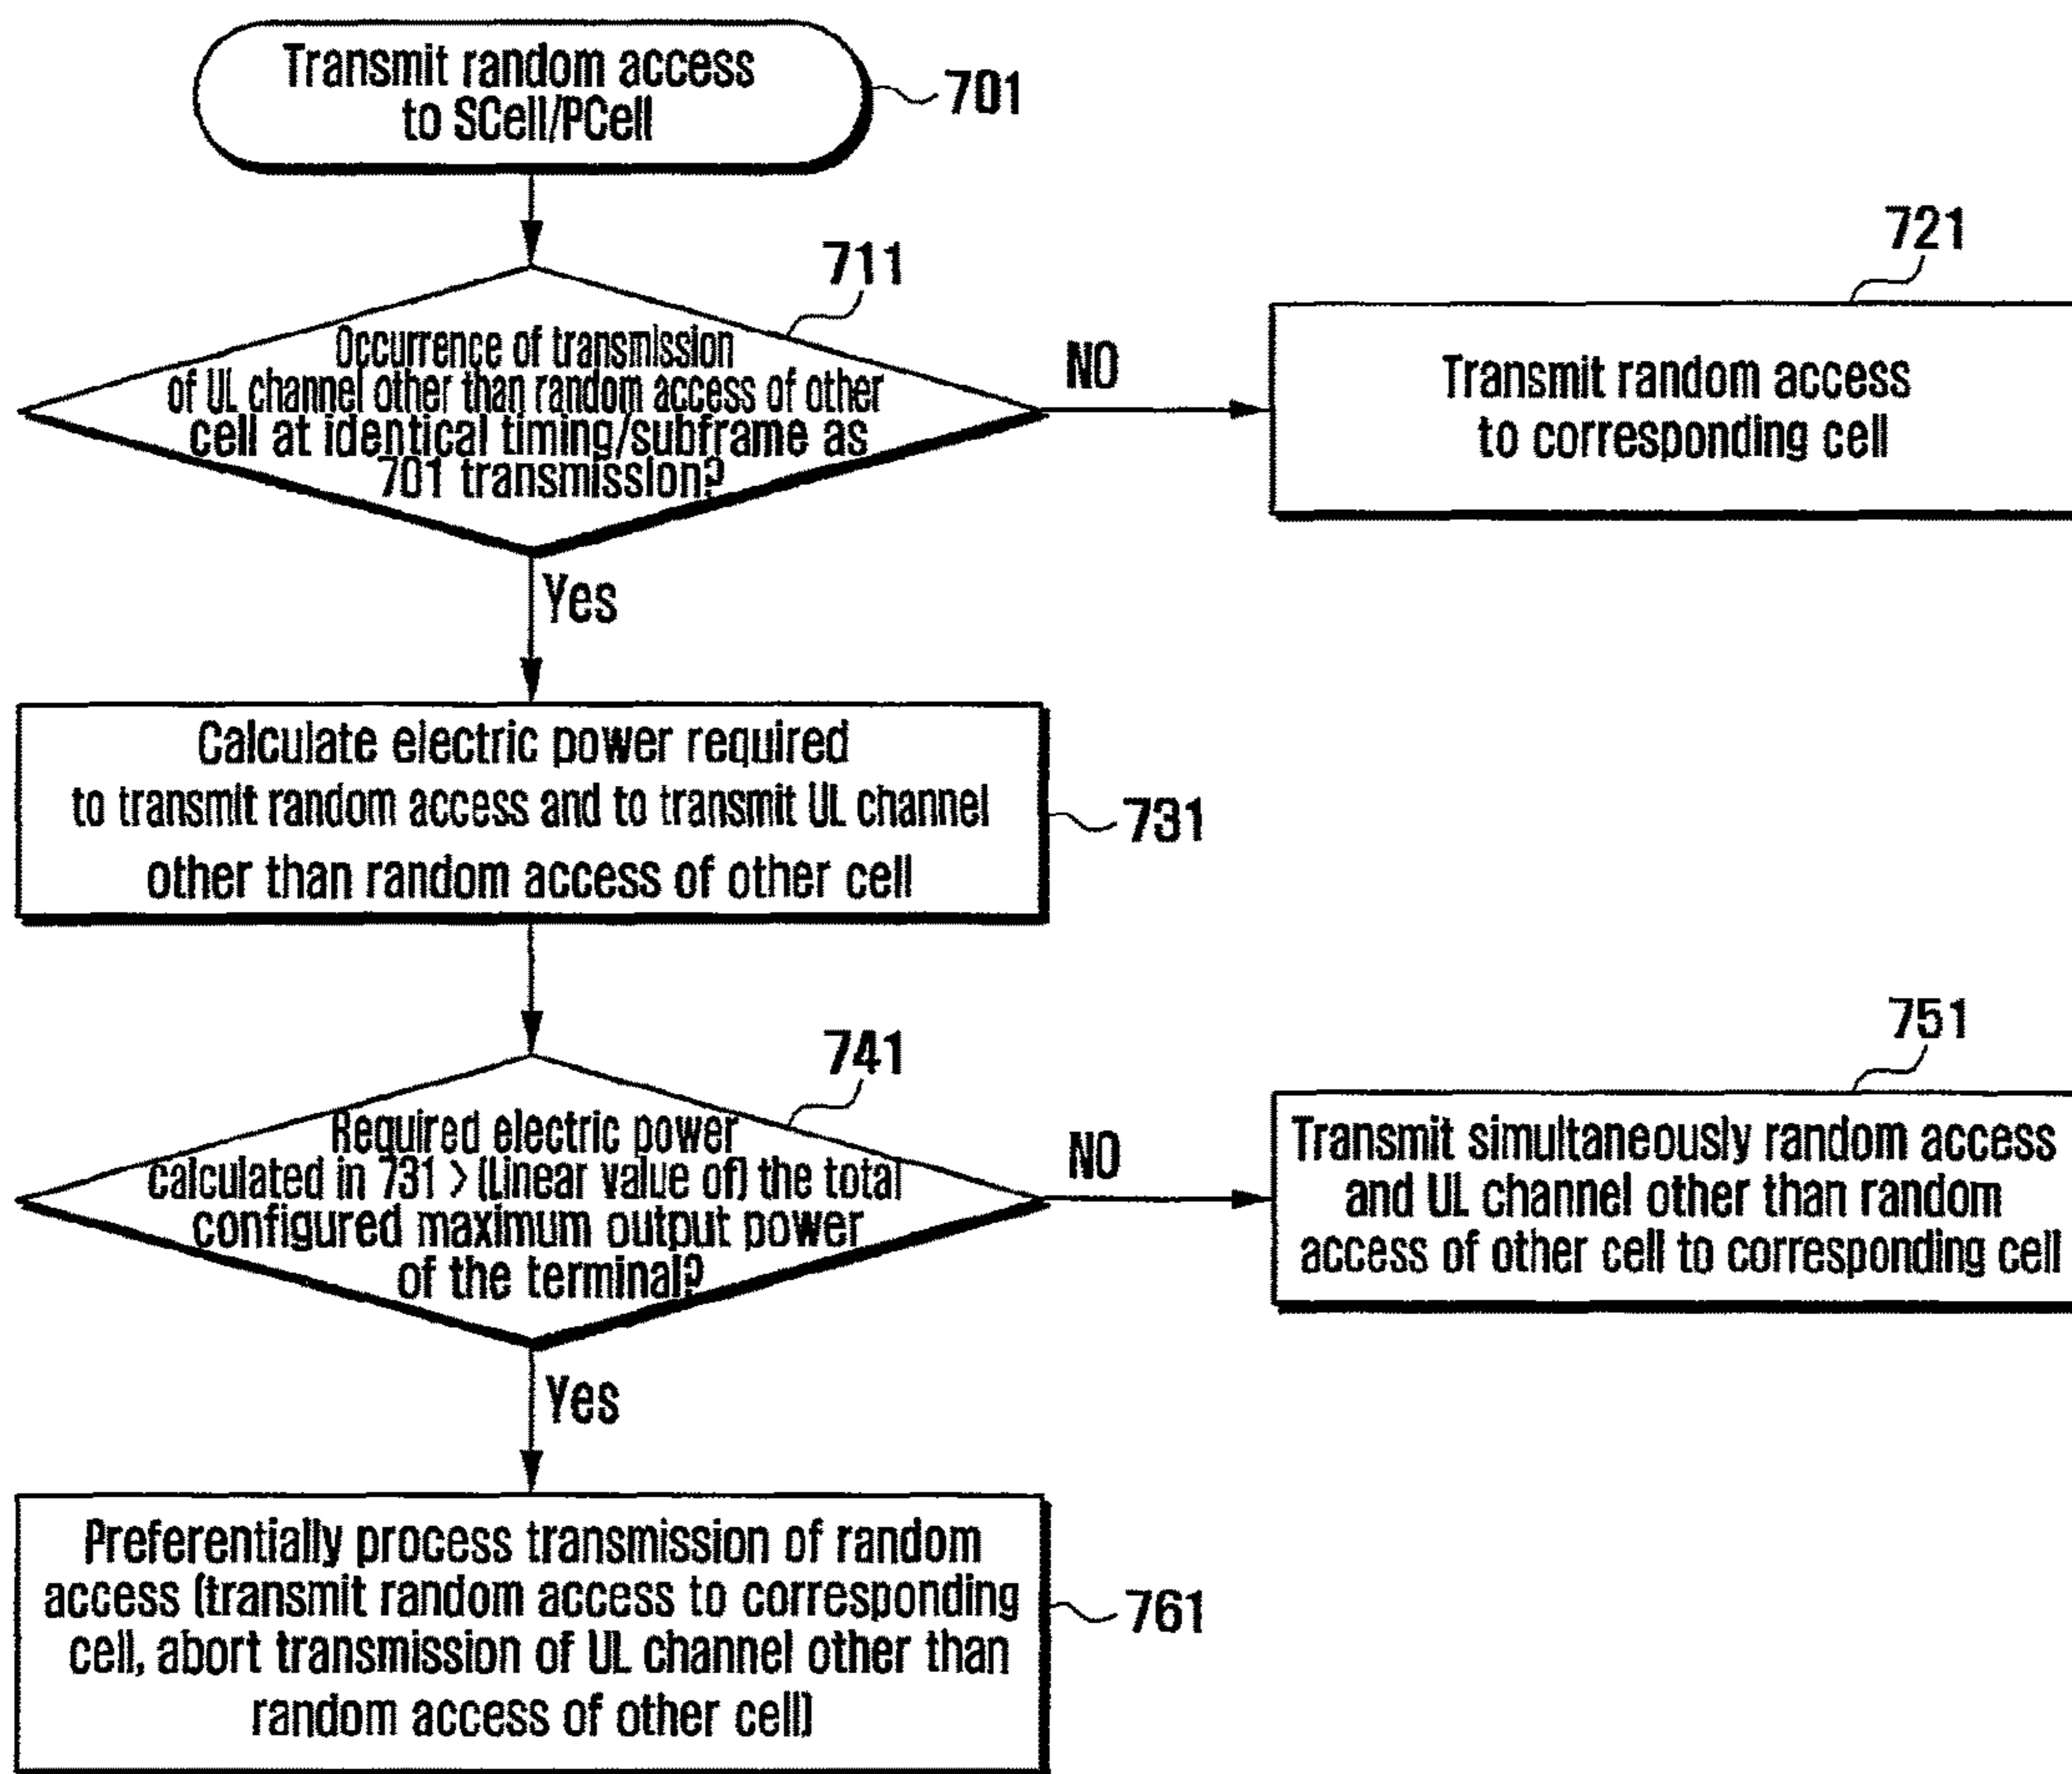 Transmit random access
to SCell/PCell
701
711
Occurrence of transmission
of UL channel other than random access of other
cell at identical timing/subframe as
701 transmission?
NO
721
Transmit random access
to corresponding cell
Yes
Calculate electric power required
to transmit random access and to transmit UL channel
other than random access of other cell
731
741
Required electric power
calculated in 731 > (Linear value of) the total
configured maximum output power
of the terminal?
NO
751
Transmit simultaneously random access
and UL channel other than random
access of other cell to corresponding cell
Yes
Preferentially process transmission of random
access (transmit random access to corresponding
cell, abort transmission of UL channel other than
random access of other cell)
761